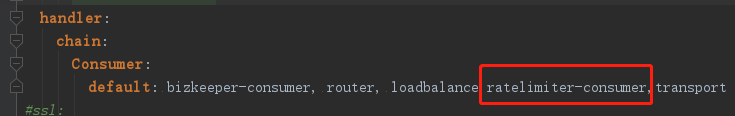 handler:
chain:
Consumer:
default: bizkeeper-consumer, router, loadbalance ratelimiter-consumer, transport
#ssl: